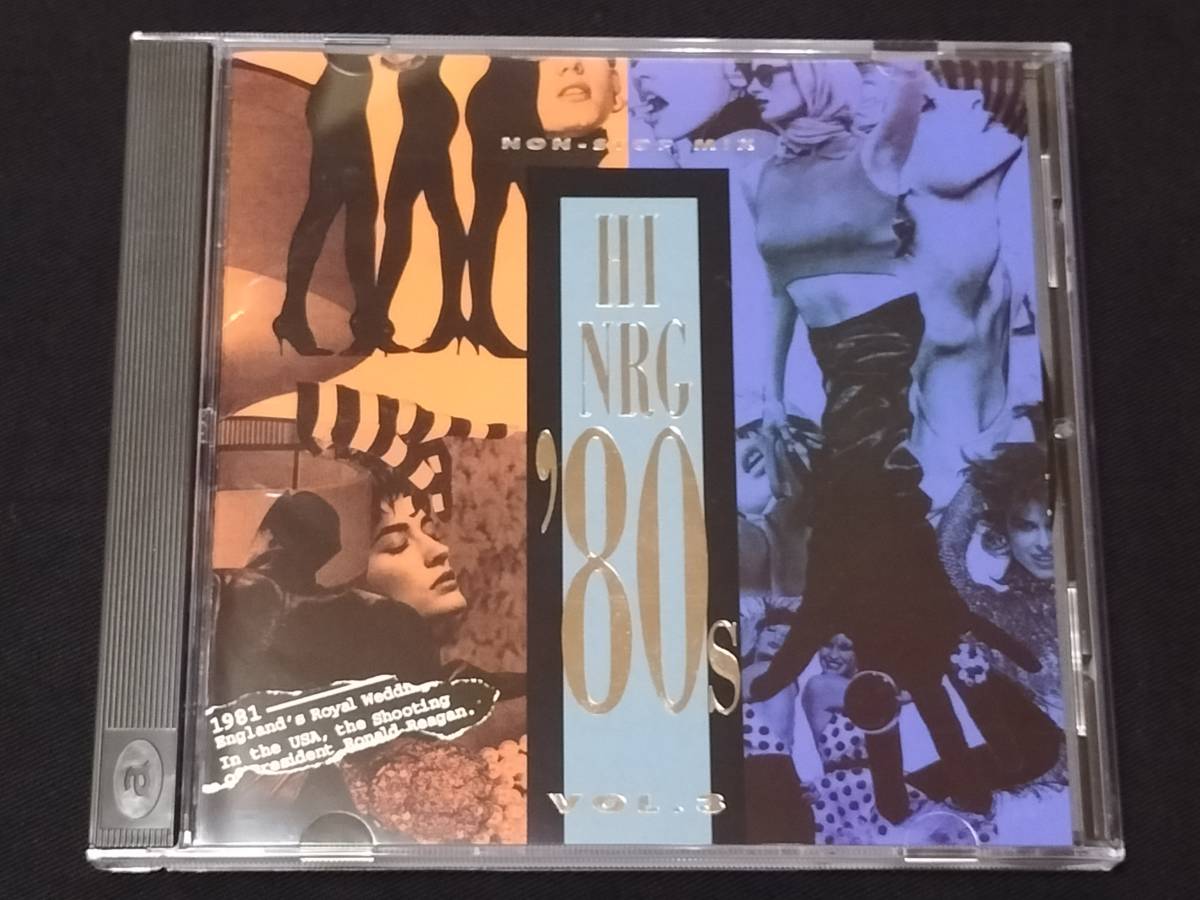 NON-STOP MIX
HI
NRG
'80s
VOL.3
1981
England's Royal Wedding
In the USA, the Shooting
of President Ronald Reagan.
a